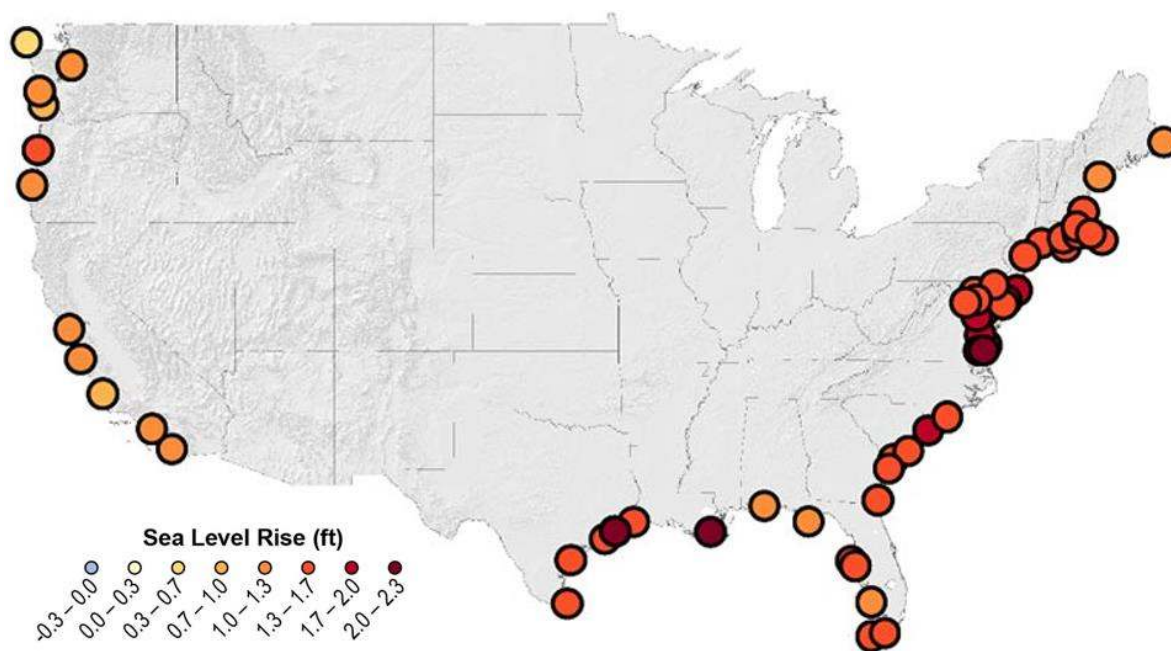 Sea Level Rise (ft)
-0.3 – 0.0
0.0 – 0.3
0.3 – 0.7
0.7 – 1.0
1.0 – 1.3
1.3 – 1.7
1.7 – 2.0
2.0 – 2.3